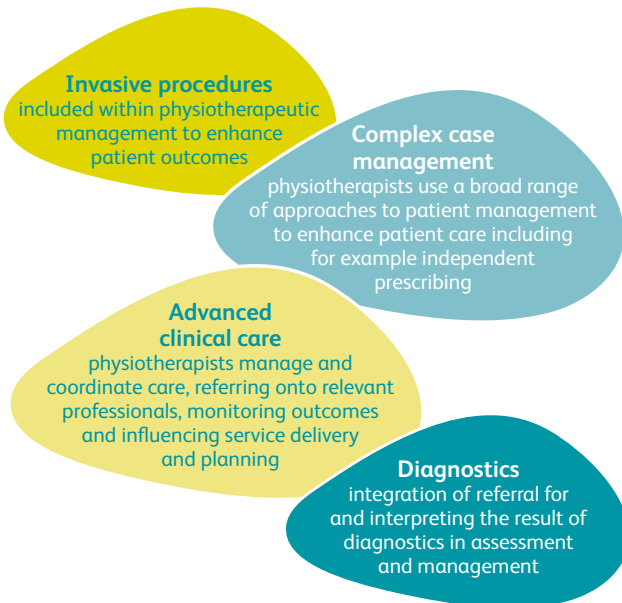 Invasive procedures
included within physiotherapeutic
management to enhance
patient outcomes
Complex case
management
physiotherapists use a broad range
of approaches to patient management
to enhance patient care including
for example independent
prescribing
Advanced
clinical care
physiotherapists manage and
coordinate care, referring onto relevant
professionals, monitoring outcomes
and influencing service delivery
and planning
Diagnostics
integration of referral for
and interpreting the result of
diagnostics in assessment
and management